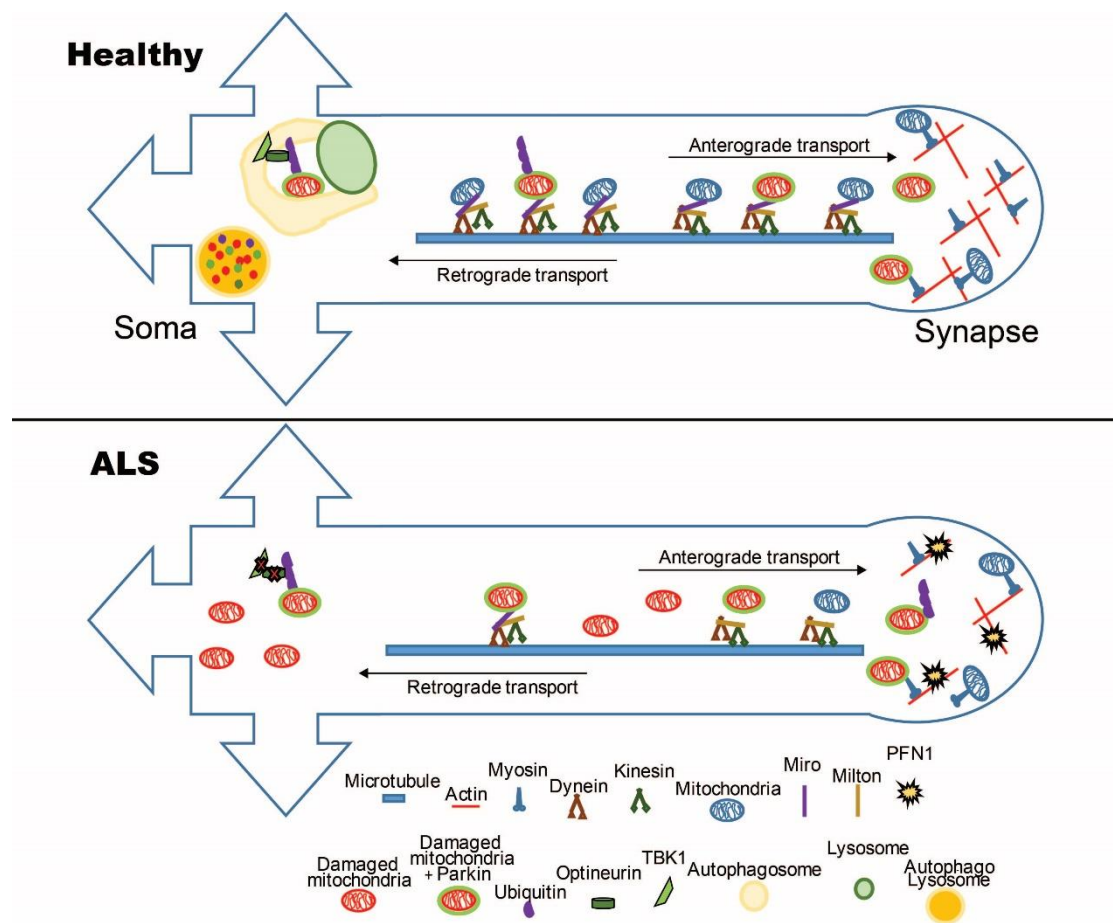 Healthy
Anterograde transport
Retrograde transport
Soma
Synapse
ALS
Anterograde transport
Retrograde transport
Microtubule
Actin
Myosin
Dynein
Kinesin
Mitochondria
Miro
Milton
PFN1
Damaged
mitochondria
Damaged
mitochondria
+ Parkin
Ubiquitin
Optineurin
TBK1
Autophagosome
Lysosome
Autophago
Lysosome